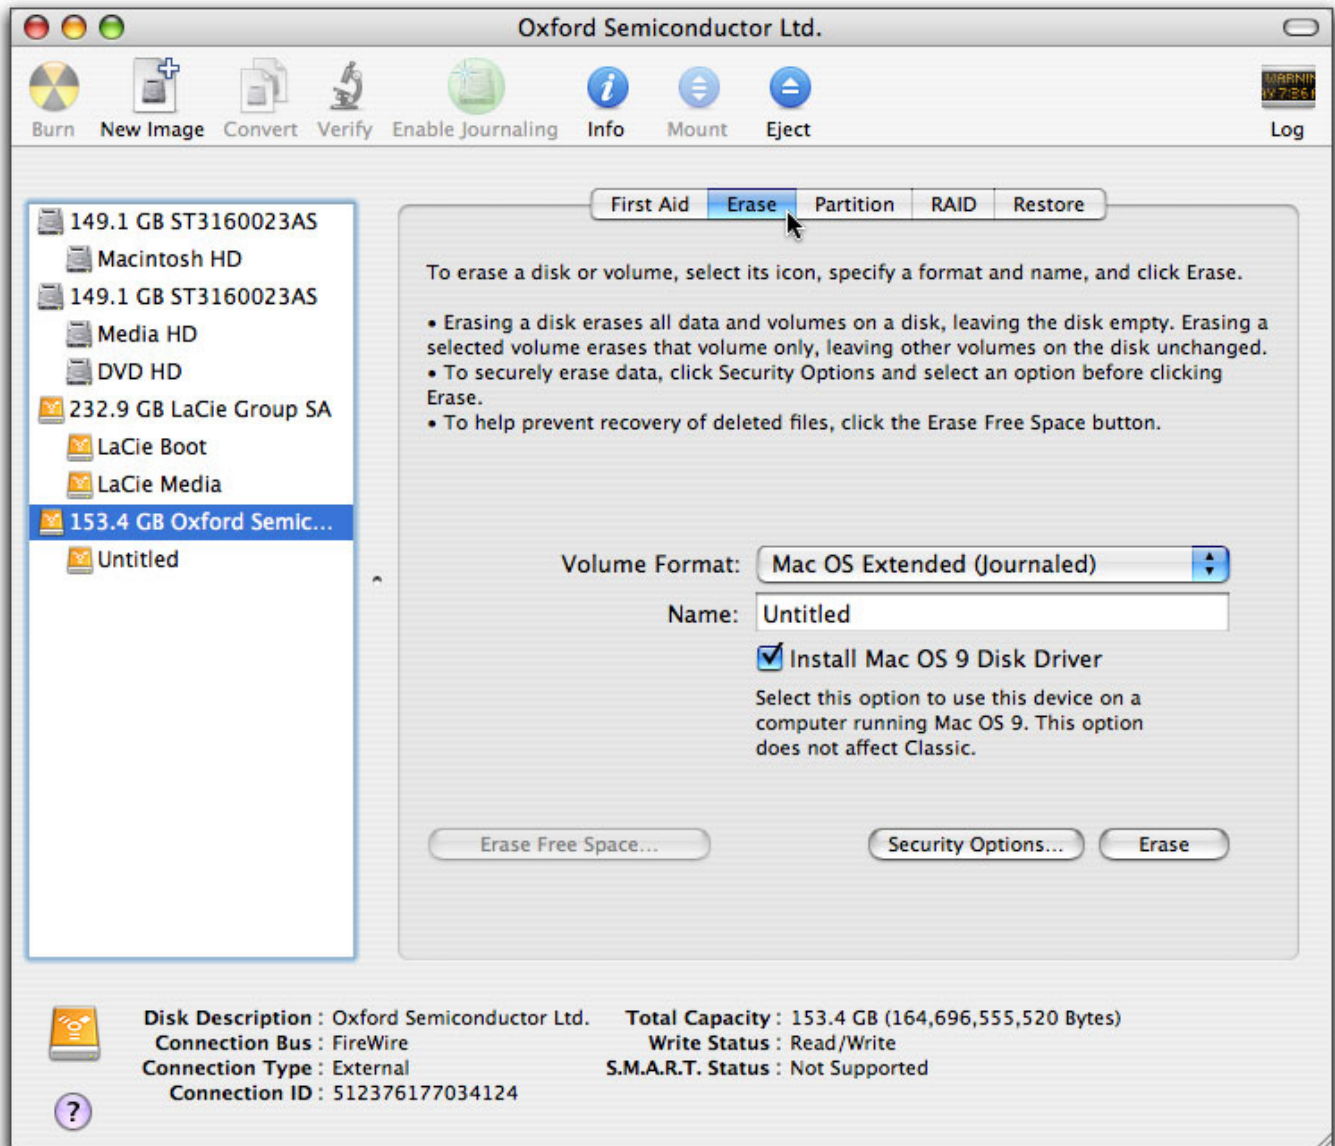 Oxford Semiconductor Ltd.
Burn New Image Convert Verify Enable Journaling Info Mount Eject Log
149.1 GB ST3160023AS
Macintosh HD
149.1 GB ST3160023AS
Media HD
DVD HD
232.9 GB LaCie Group SA
LaCie Boot
LaCie Media
153.4 GB Oxford Semic...
Untitled
First Aid Erase Partition RAID Restore
To erase a disk or volume, select its icon, specify a format and name, and click Erase.
• Erasing a disk erases all data and volumes on a disk, leaving the disk empty. Erasing a
selected volume erases that volume only, leaving other volumes on the disk unchanged.
• To securely erase data, click Security Options and select an option before clicking
Erase.
• To help prevent recovery of deleted files, click the Erase Free Space button.
Volume Format: Mac OS Extended (Journaled)
Name: Untitled
Install Mac OS 9 Disk Driver
Select this option to use this device on a
computer running Mac OS 9. This option
does not affect Classic.
Erase Free Space... Security Options... Erase
Disk Description : Oxford Semiconductor Ltd. Total Capacity : 153.4 GB (164,696,555,520 Bytes)
Connection Bus : FireWire Write Status : Read/Write
Connection Type : External S.M.A.R.T. Status : Not Supported
Connection ID : 512376177034124
?